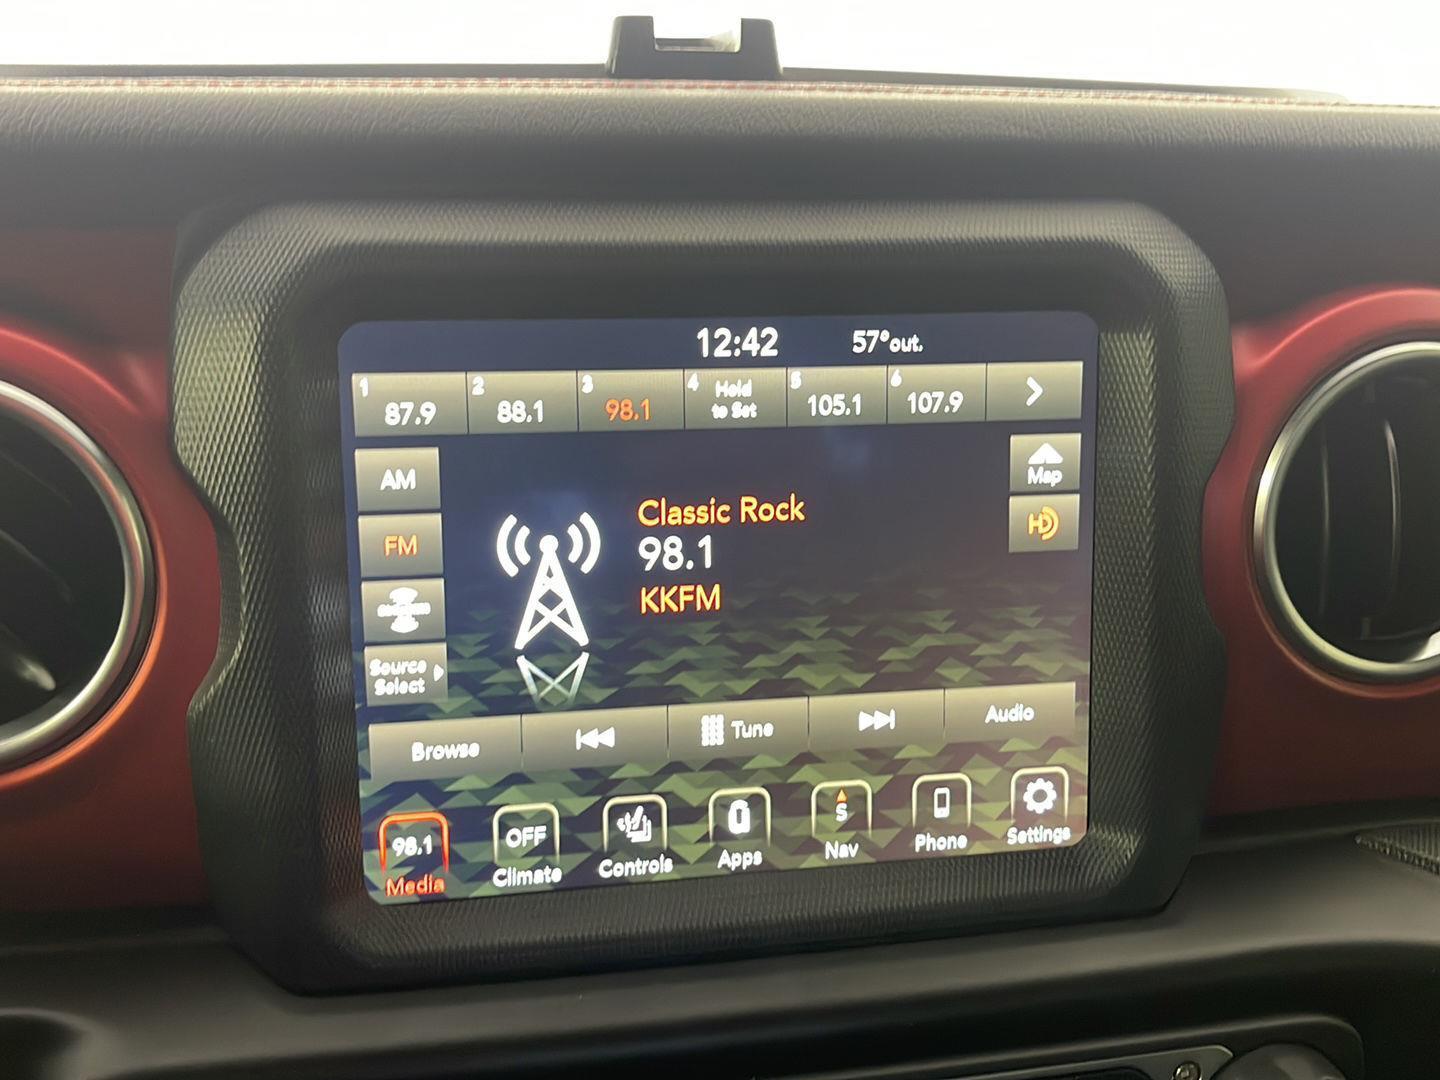 12:42 57°out.
1 87.9 2 88.1 3 98.1 4 Hold to Set 5 105.1 6 107.9
AM
Map
FM
HD
Classic Rock
98.1
KKFM
Source
Select
Browse Tune Audio
98.1 OFF S
Media Climate Controls Apps Nav Phone Settings